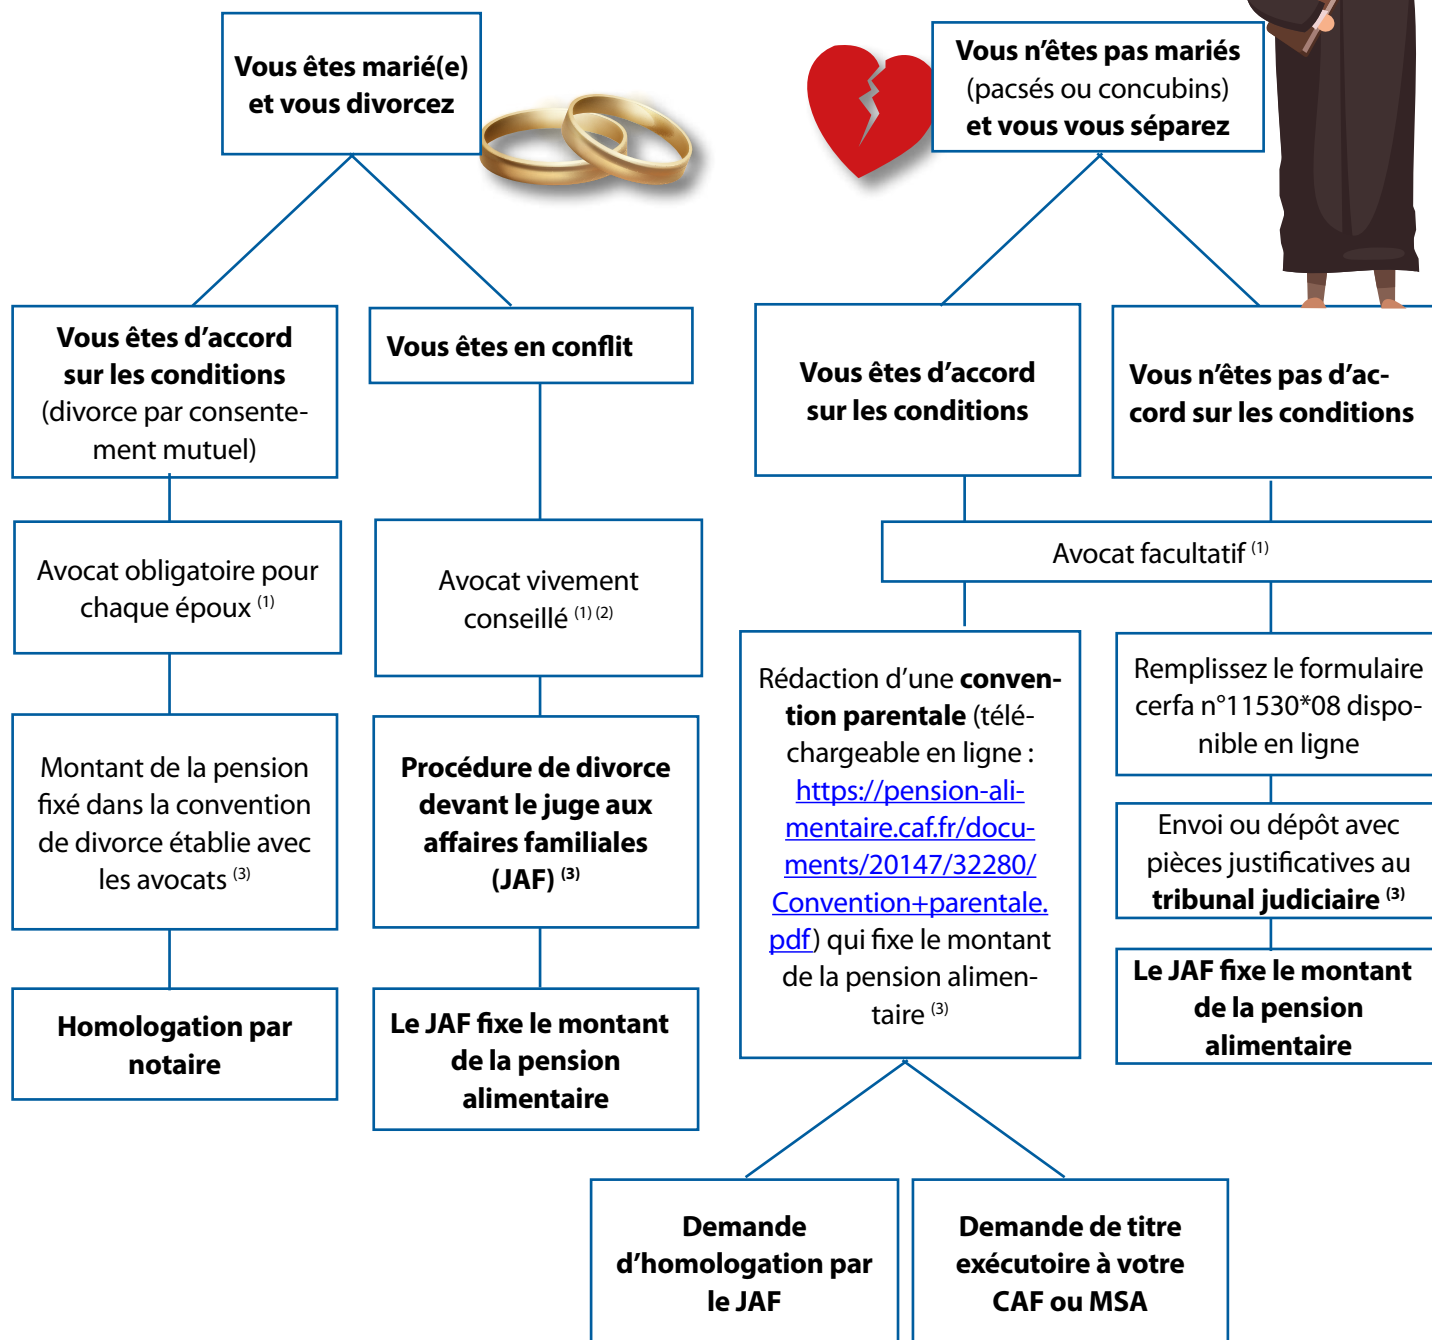 Vous êtes marié(e)
et vous divorcez
Vous n’êtes pas mariés
(pacsés ou concubins)
et vous vous séparez
Vous êtes d’accord
sur les conditions
(divorce par consente-
ment mutuel)
Vous êtes en conflit
Vous êtes d’accord
sur les conditions
Vous n’êtes pas d’ac-
cord sur les conditions
Avocat obligatoire pour
chaque époux (1)
Avocat vivement
conseillé (1) (2)
Avocat facultatif (1)
Montant de la pension
fixé dans la convention
de divorce établie avec
les avocats (3)
Procédure de divorce
devant le juge aux
affaires familiales
(JAF) (3)
Rédaction d’une conven-
tion parentale (télé-
chargeable en ligne :
https://pension-ali-
mentaire.caf.fr/docu-
ments/20147/32280/
Convention+parentale.
pdf) qui fixe le montant
de la pension alimen-
taire (3)
Remplissez le formulaire
cerfa n°11530*08 dispo-
nible en ligne
Envoi ou dépôt avec
pièces justificatives au
tribunal judiciaire (3)
Homologation par
notaire
Le JAF fixe le montant
de la pension
alimentaire
Le JAF fixe le montant
de la pension
alimentaire
Demande
d’homologation par
le JAF
Demande de titre
exécutoire à votre
CAF ou MSA